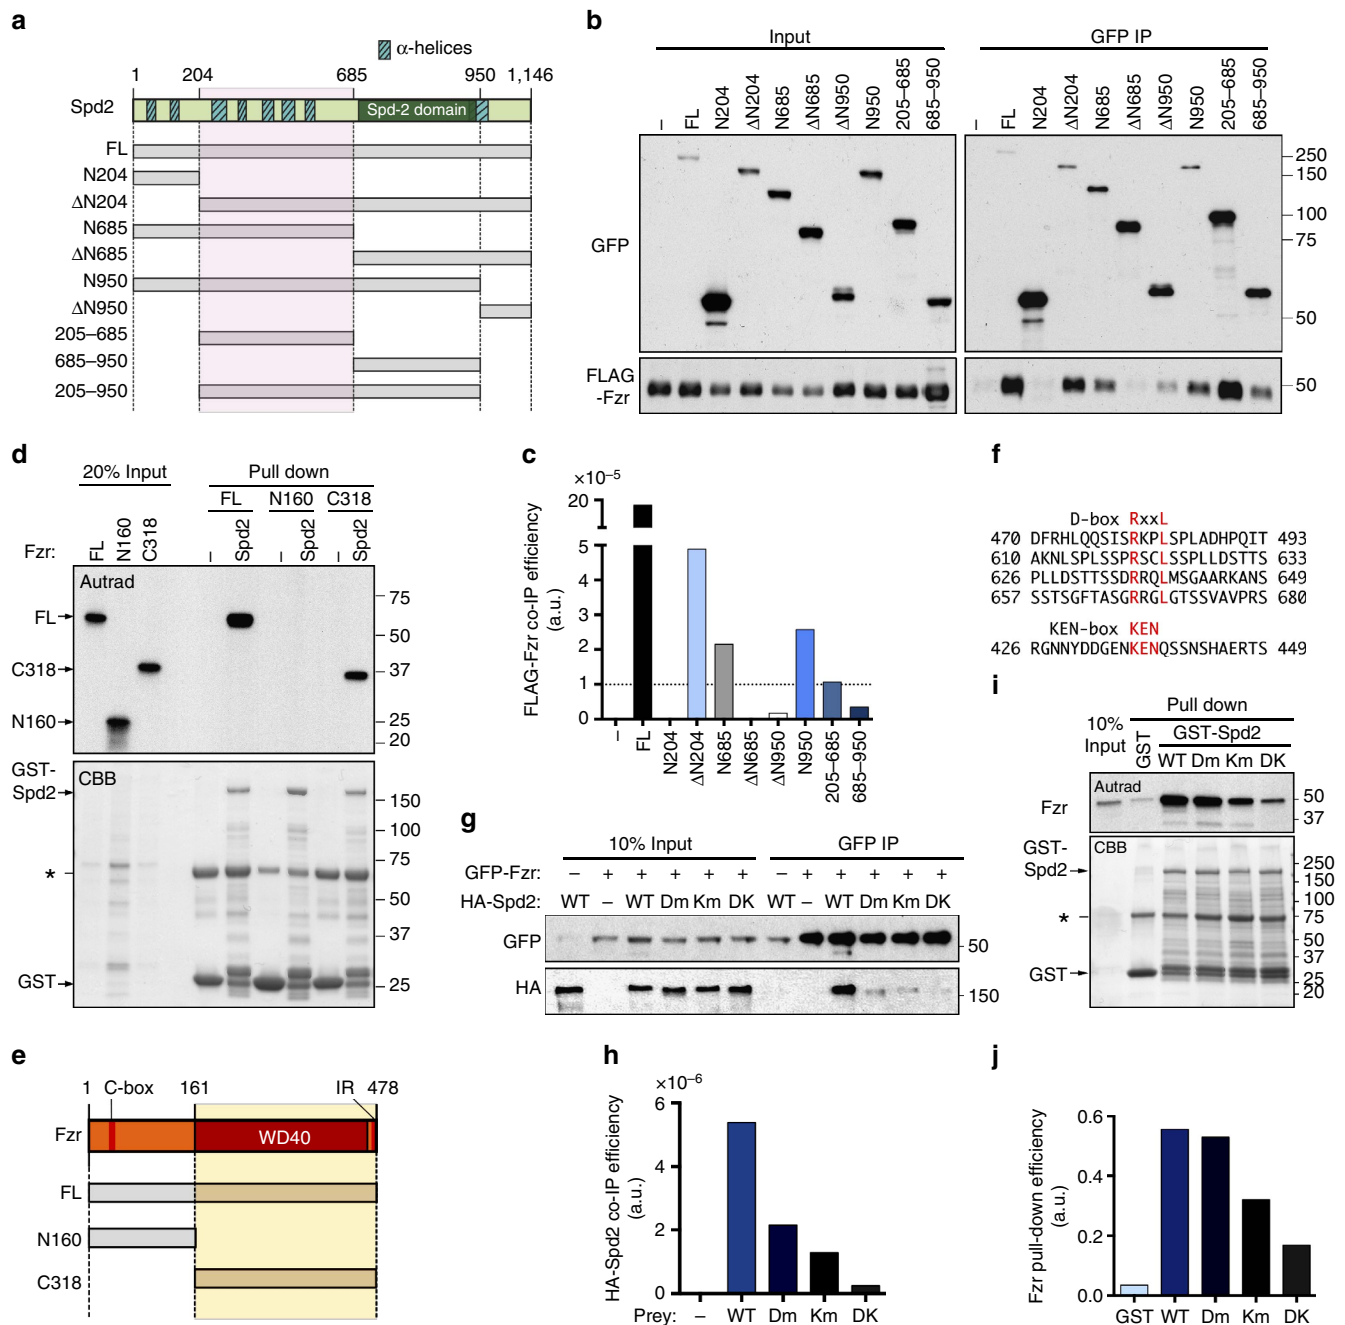 a
α-helices
1 204 685 950 1,146
Spd2
Spd-2 domain
FL
N204
ΔN204
N685
ΔN685
N950
ΔN950
205–685
685–950
205–950
b
Input
GFP IP
– FL N204 ΔN204 N685 ΔN685 ΔN950 N950 205–685 685–950
– FL N204 ΔN204 N685 ΔN685 ΔN950 N950 205–685 685–950
GFP
250
150
100
75
50
FLAG
-Fzr
50
d
20% Input
Pull down
FL N160 C318
Fzr: FL N160 C318 – Spd2 – Spd2 – Spd2
Autrad
FL
C318
N160
75
50
37
25
20
GST-
Spd2
CBB
*
GST
150
100
75
50
37
25
c
×10⁻⁵
FLAG-Fzr co-IP efficiency
(a.u.)
20
5
4
3
2
1
0
– FL N204 ΔN204 N685 ΔN685 ΔN950 N950 205–685 685–950
f
D-box RxxL
470 DFRHLQQSISRKPLSPLADHPQIT 493
610 AKNLSPLSSPRSCLSSPLLDSTTS 633
626 PLLDSTTSSDRRQLMSGAARKANS 649
657 SSTSGFTASGRRGLGTSSVAVPRS 680
KEN-box KEN
426 RGNNYDDGENKENQSSNSHAERTS 449
g
10% Input
GFP IP
GFP-Fzr: – + + + + + – + + + + +
HA-Spd2: WT – WT Dm Km DK WT – WT Dm Km DK
GFP
50
HA
150
i
Pull down
10%
Input
GST
GST-Spd2
WT Dm Km DK
Autrad
Fzr
50
37
GST-
Spd2
CBB
*
GST
250
150
100
75
50
37
25
20
e
1 C-box 161 IR 478
Fzr
WD40
FL
N160
C318
h
×10⁻⁶
HA-Spd2 co-IP efficiency
(a.u.)
6
4
2
0
Prey: – WT Dm Km DK
j
Fzr pull-down efficiency
(a.u.)
0.6
0.4
0.2
0.0
GST WT Dm Km DK